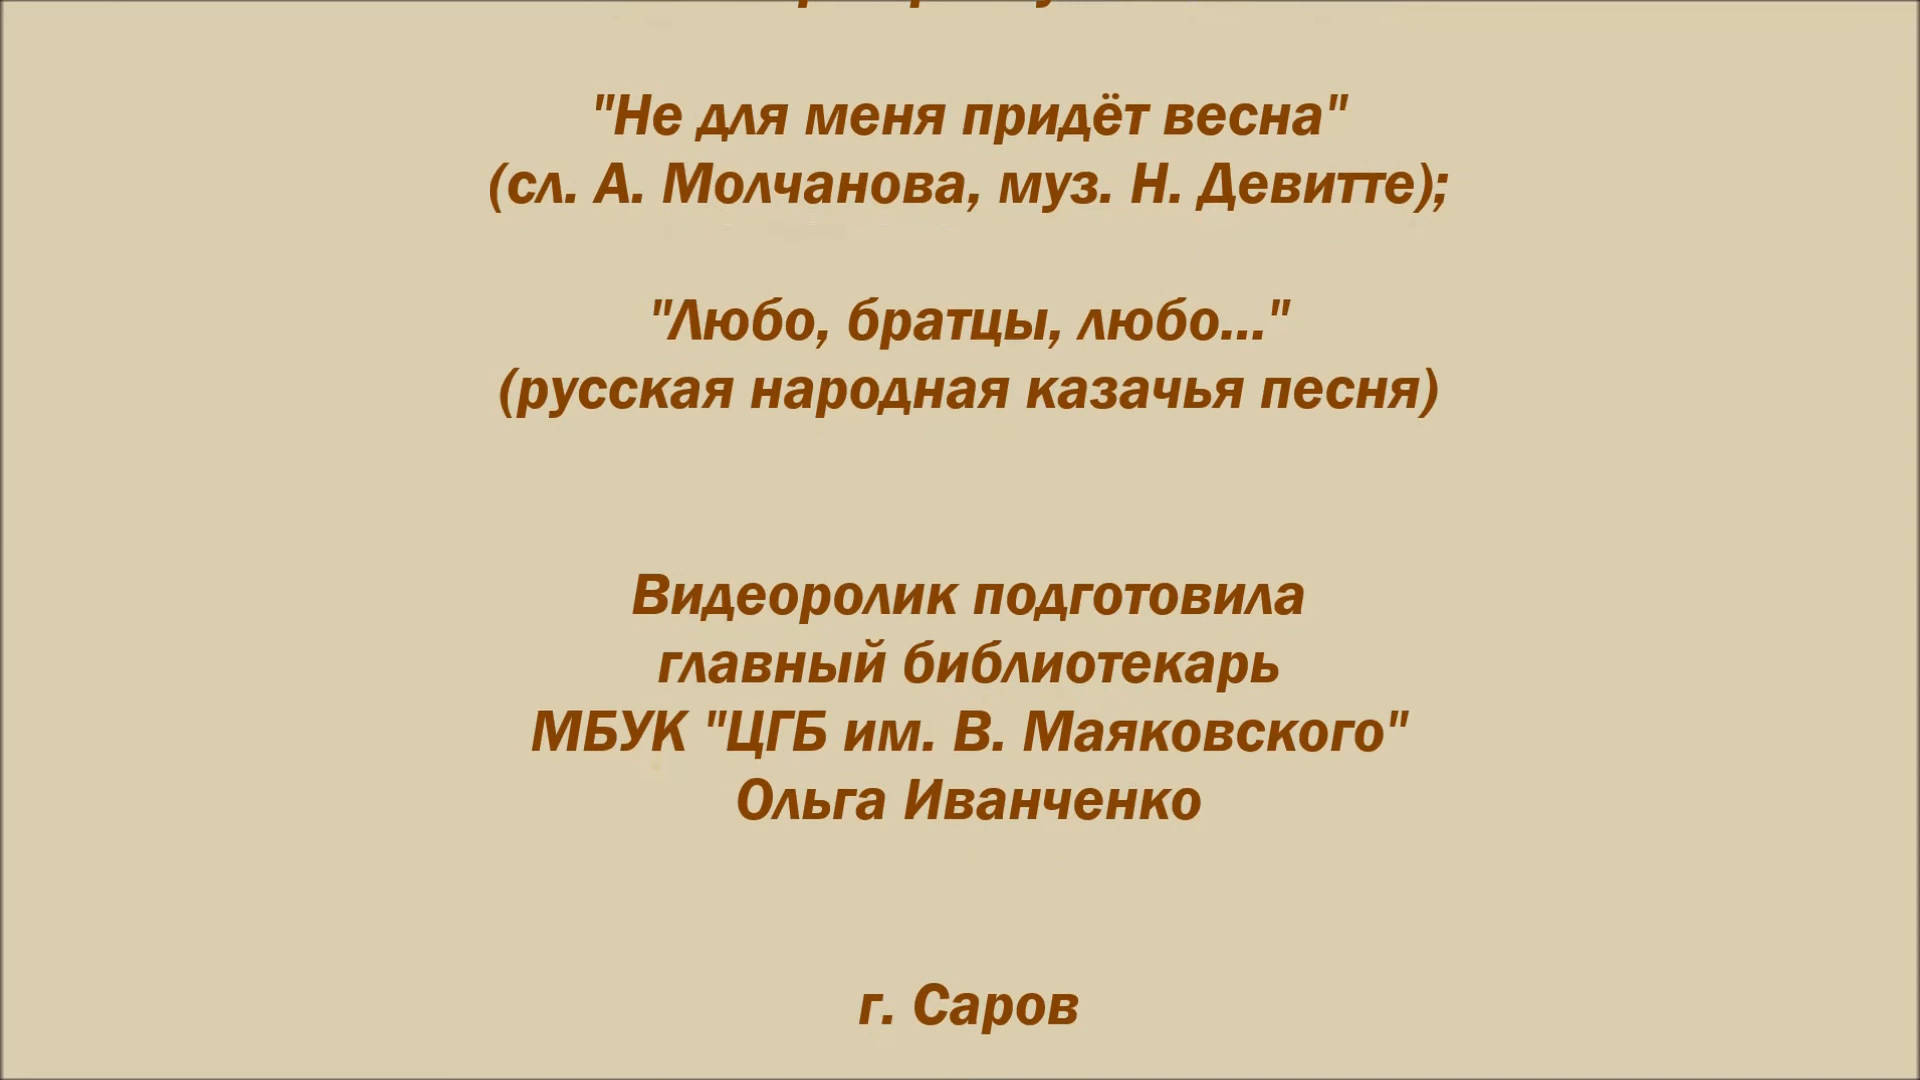 "Не для меня придёт весна"
(сл. А. Молчанова, муз. Н. Девитте);
"Любо, братцы, любо..."
(русская народная казачья песня)
Видеоролик подготовила
главный библиотекарь
МБУК "ЦГБ им. В. Маяковского"
Ольга Иванченко
г. Саров